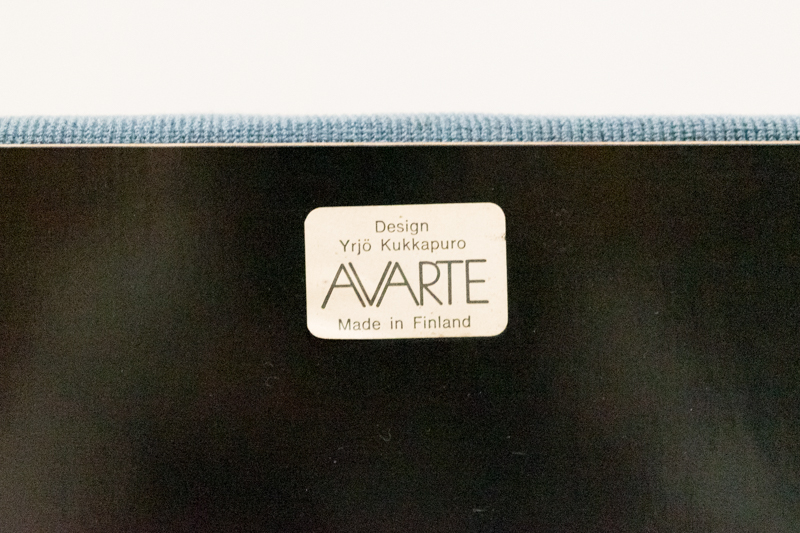 Design
Yrjö Kukkapuro
AVARTE
Made in Finland